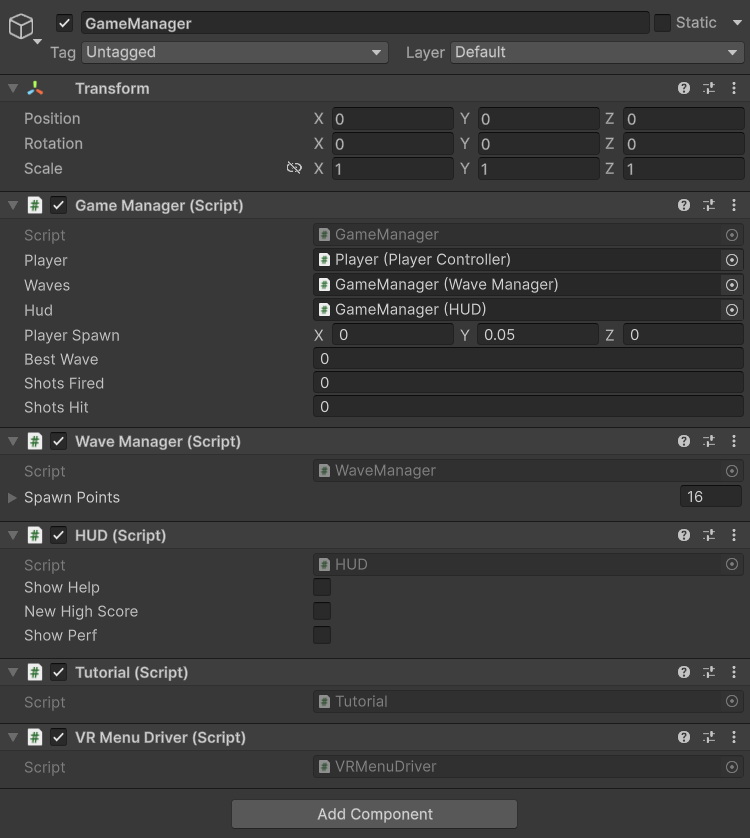 GameManager Static
Tag Untagged Layer Default
Transform
Position X 0 Y 0 Z 0
Rotation X 0 Y 0 Z 0
Scale X 1 Y 1 Z 1
Game Manager (Script)
Script GameManager
Player Player (Player Controller)
Waves GameManager (Wave Manager)
Hud GameManager (HUD)
Player Spawn X 0 Y 0.05 Z 0
Best Wave 0
Shots Fired 0
Shots Hit 0
Wave Manager (Script)
Script WaveManager
Spawn Points 16
HUD (Script)
Script HUD
Show Help
New High Score
Show Perf
Tutorial (Script)
Script Tutorial
VR Menu Driver (Script)
Script VRMenuDriver
Add Component